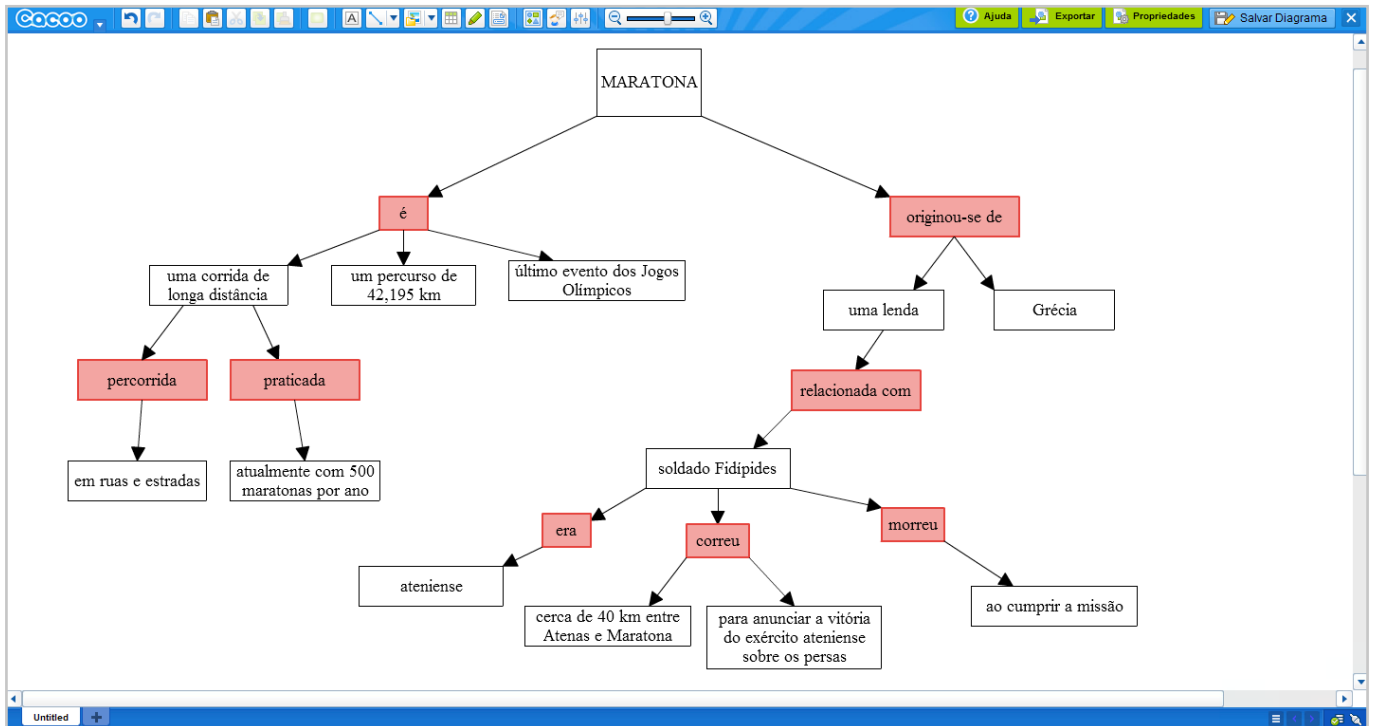 Cacoo
Ajuda
Exportar
Propriedades
Salvar Diagrama
MARATONA
é
originou-se de
uma corrida de
longa distância
um percurso de
42,195 km
último evento dos Jogos
Olímpicos
uma lenda
Grécia
percorrida
praticada
relacionada com
em ruas e estradas
atualmente com 500
maratonas por ano
soldado Fidípides
era
correu
morreu
ateniense
cerca de 40 km entre
Atenas e Maratona
para anunciar a vitória
do exército ateniense
sobre os persas
ao cumprir a missão
Untitled